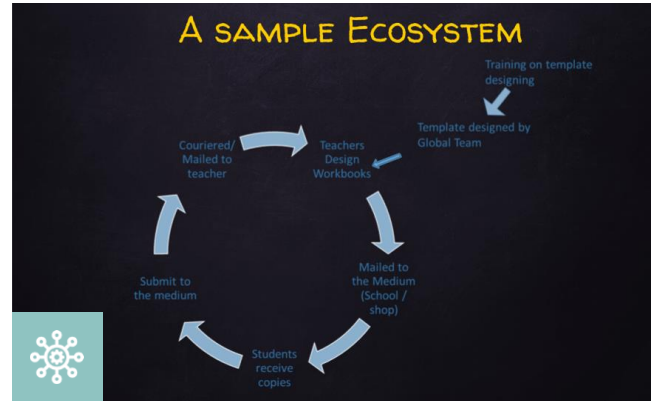 A SAMPLE ECOSYSTEM
Training on template
designing
Template designed by
Global Team
Teachers
Design
Workbooks
Mailed to
the Medium
(School /
shop)
Students
receive
copies
Submit to
the medium
Couriered/
Mailed to
teacher